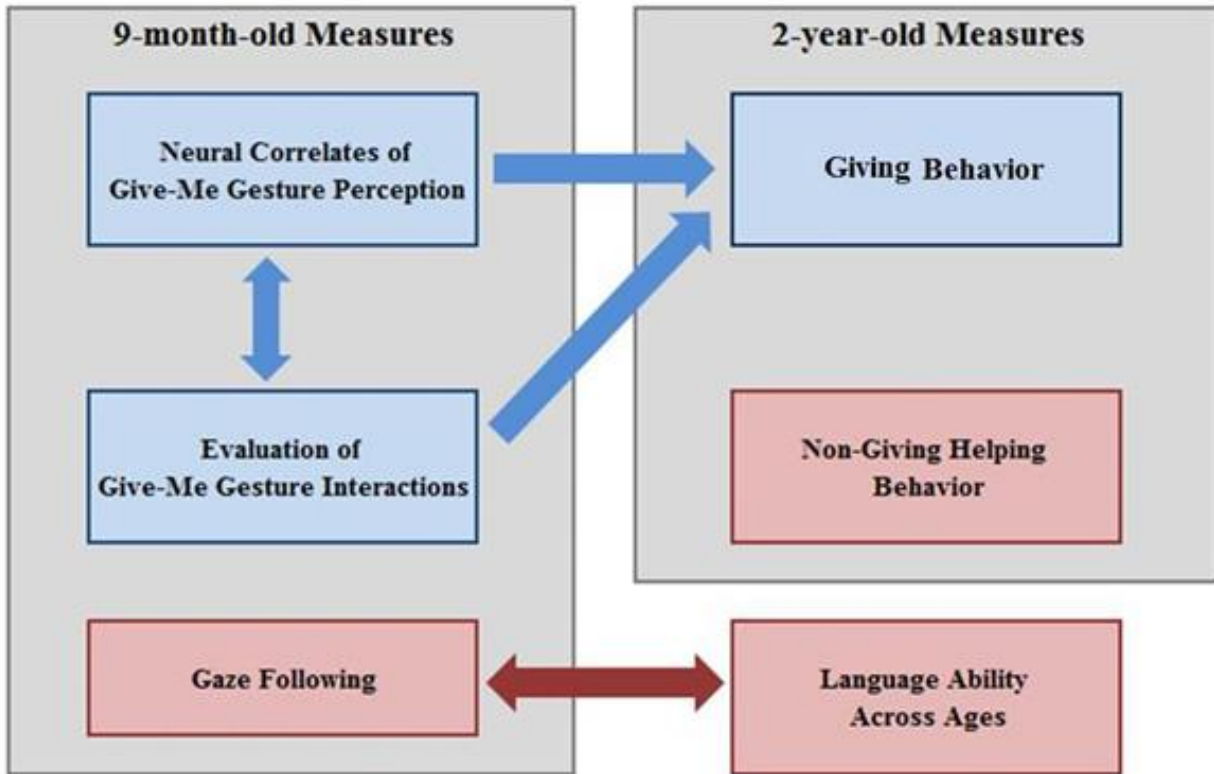 9-month-old Measures
Neural Correlates of
Give-Me Gesture Perception
Evaluation of
Give-Me Gesture Interactions
Gaze Following
2-year-old Measures
Giving Behavior
Non-Giving Helping
Behavior
Language Ability
Across Ages